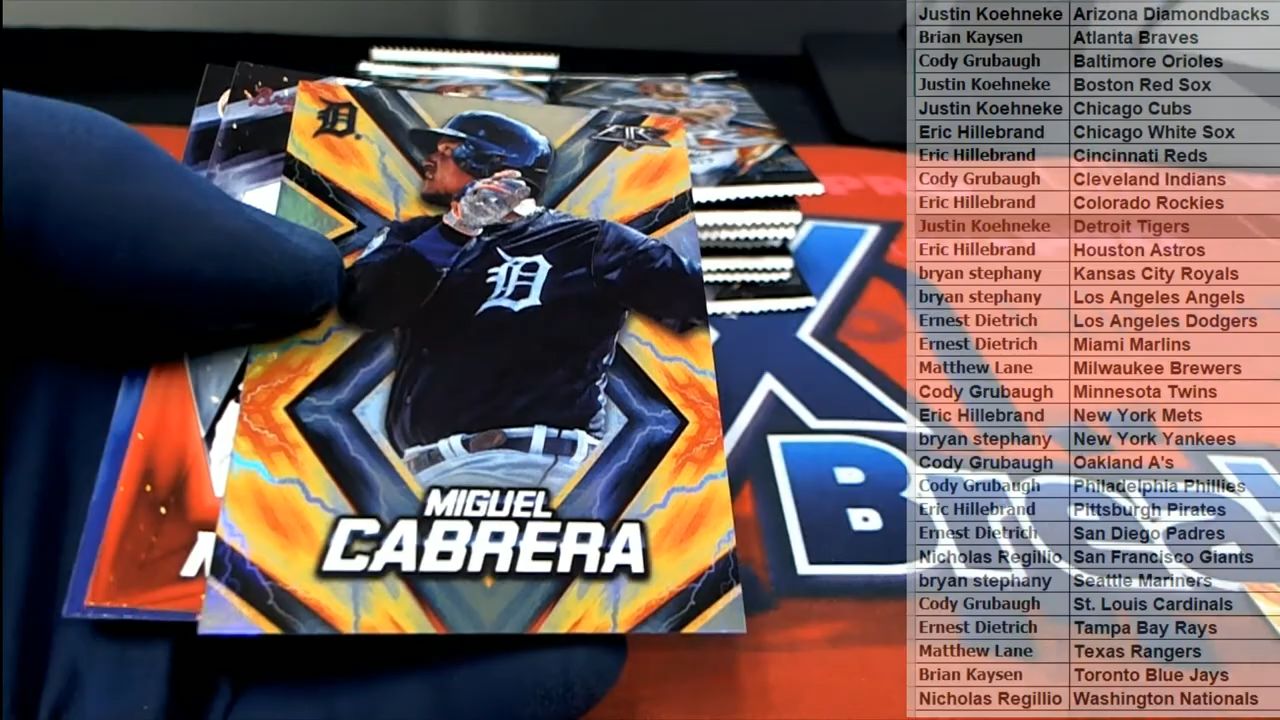 D
FIRE
D
MIGUEL
CABRERA
Justin Koehneke Arizona Diamondbacks
Brian Kaysen Atlanta Braves
Cody Grubaugh Baltimore Orioles
Justin Koehneke Boston Red Sox
Justin Koehneke Chicago Cubs
Eric Hillebrand Chicago White Sox
Eric Hillebrand Cincinnati Reds
Cody Grubaugh Cleveland Indians
Eric Hillebrand Colorado Rockies
Justin Koehneke Detroit Tigers
Eric Hillebrand Houston Astros
bryan stephany Kansas City Royals
bryan stephany Los Angeles Angels
Ernest Dietrich Los Angeles Dodgers
Ernest Dietrich Miami Marlins
Matthew Lane Milwaukee Brewers
Cody Grubaugh Minnesota Twins
Eric Hillebrand New York Mets
bryan stephany New York Yankees
Cody Grubaugh Oakland A's
Cody Grubaugh Philadelphia Phillies
Eric Hillebrand Pittsburgh Pirates
Ernest Dietrich San Diego Padres
Nicholas Regillio San Francisco Giants
bryan stephany Seattle Mariners
Cody Grubaugh St. Louis Cardinals
Ernest Dietrich Tampa Bay Rays
Matthew Lane Texas Rangers
Brian Kaysen Toronto Blue Jays
Nicholas Regillio Washington Nationals